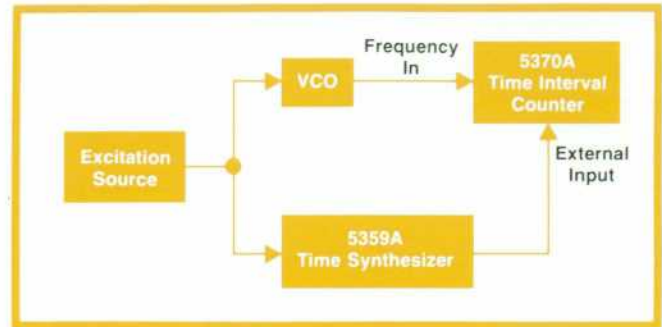 Frequency
In
VCO
5370A
Time Interval
Counter
Excitation
Source
External
Input
5359A
Time Synthesizer